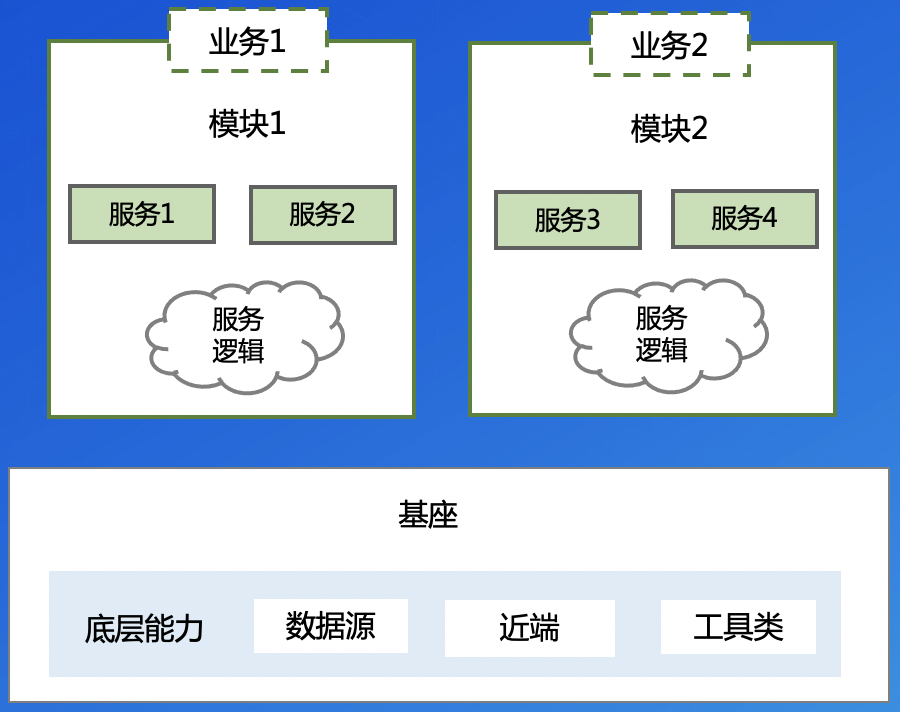 业务1
业务2
模块1
模块2
服务1
服务2
服务3
服务4
服务
逻辑
服务
逻辑
基座
底层能力
数据源
近端
工具类